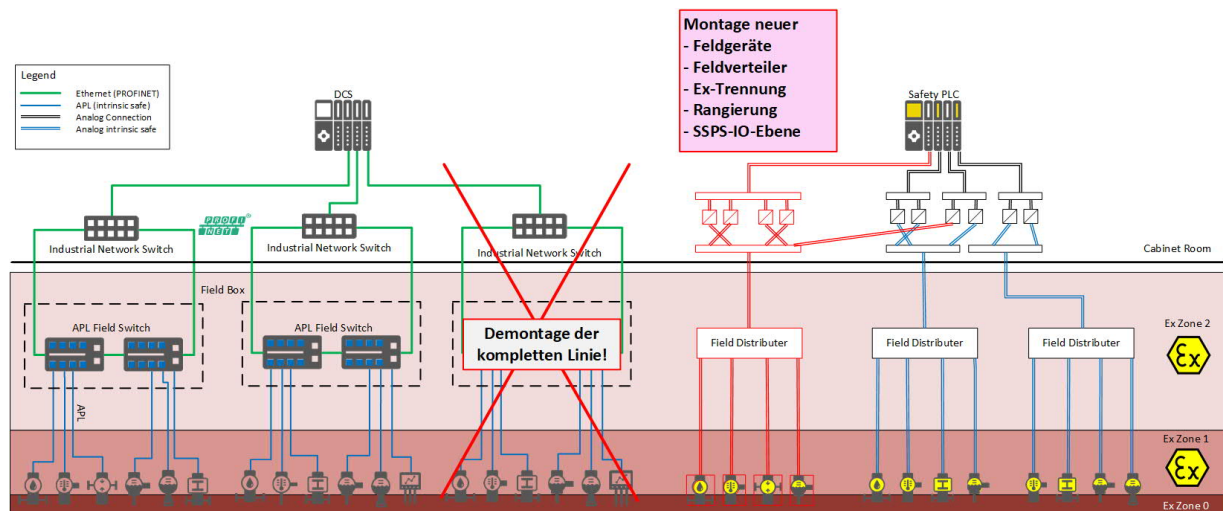 Legend
Ethernet (PROFINET)
APL (intrinsic safe)
Analog Connection
Analog intrinsic safe
Montage neuer
- Feldgeräte
- Feldverteiler
- Ex-Trennung
- Rangierung
- SSPS-IO-Ebene
DCS
Safety PLC
PROFI
NET
Industrial Network Switch
Industrial Network Switch
Industrial Network Switch
Cabinet Room
Field Box
Ex Zone 2
APL Field Switch
APL Field Switch
Demontage der
kompletten Linie!
Field Distributer
Field Distributer
Field Distributer
Ex
APL
Ex Zone 1
Ex
Ex Zone 0